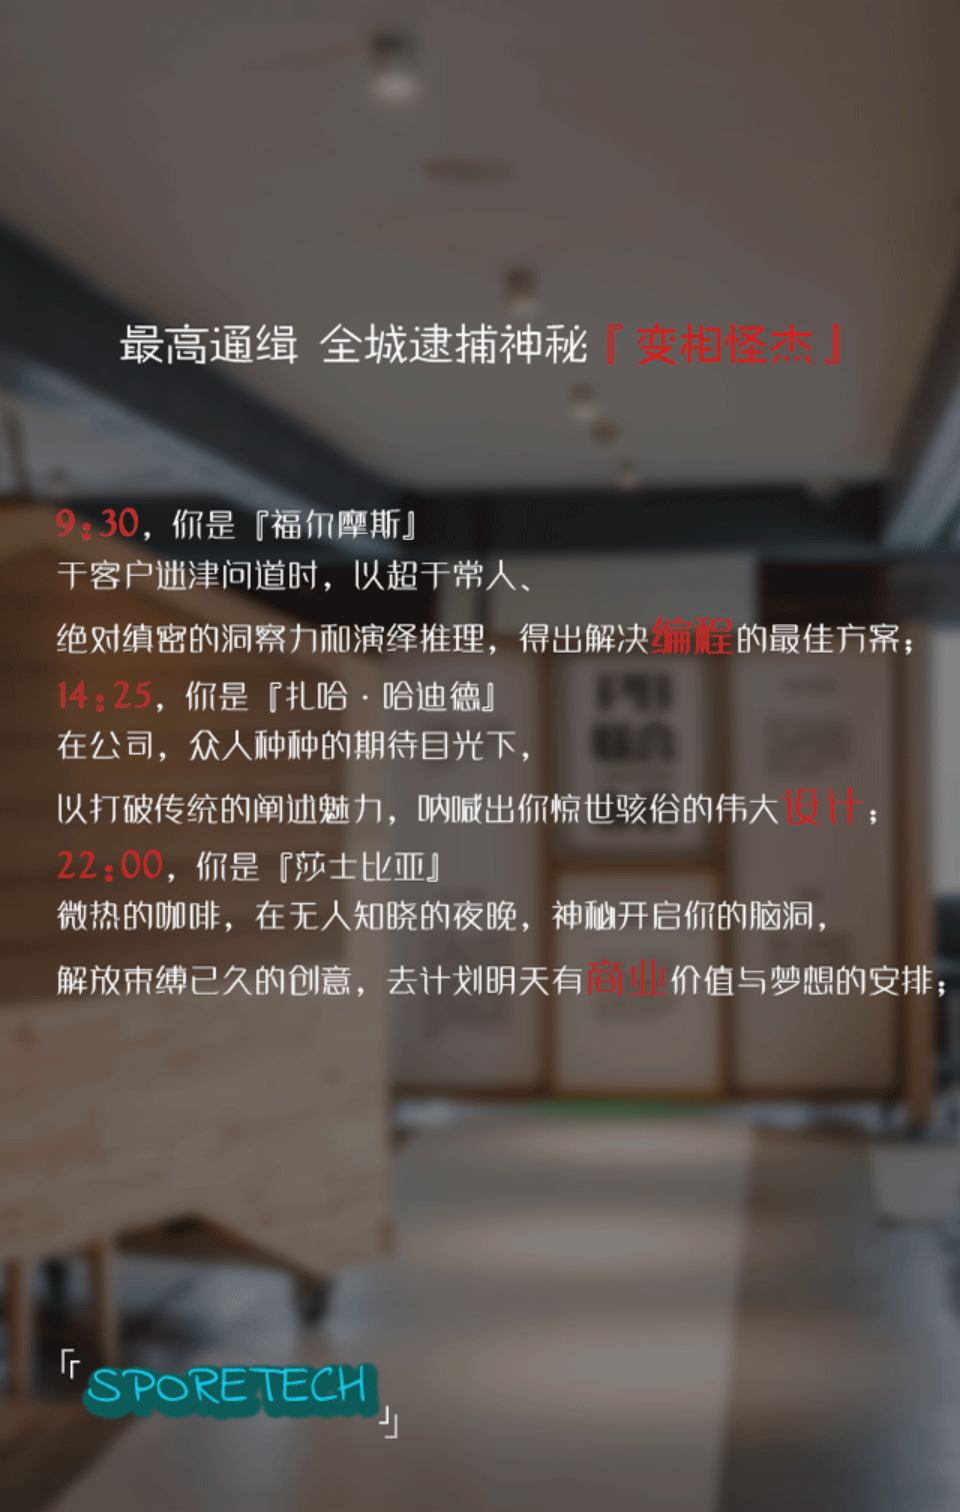 最高通缉 全城逮捕神秘『变相怪杰』
9:30，你是『福尔摩斯』
于客户迷津问道时，以超于常人、
绝对缜密的洞察力和演绎推理，得出解决编程的最佳方案；
14:25，你是『扎哈·哈迪德』
在公司，众人种种的期待目光下，
以打破传统的阐述魅力，呐喊出你惊世骇俗的伟大设计；
22:00，你是『莎士比亚』
微热的咖啡，在无人知晓的夜晚，神秘开启你的脑洞，
解放束缚已久的创意，去计划明天有商业价值与梦想的安排；
『SPORETECH』